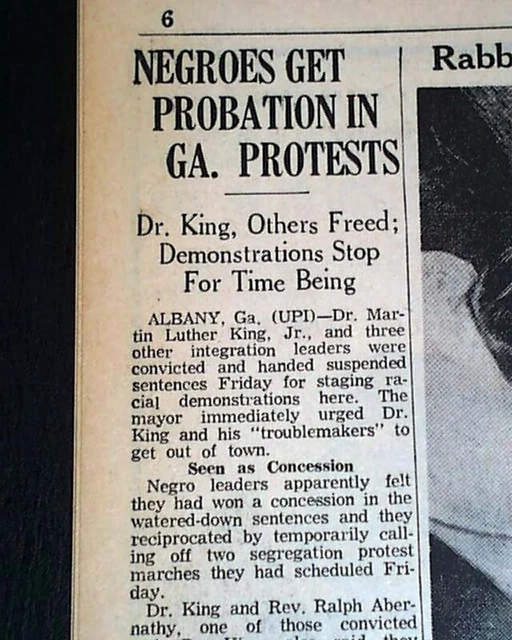 6
NEGROES GET
PROBATION IN
GA. PROTESTS
Rabb
Dr. King, Others Freed;
Demonstrations Stop
For Time Being
ALBANY, Ga. (UPI)—Dr. Mar-
tin Luther King, Jr., and three
other integration leaders were
convicted and handed suspended
sentences Friday for staging ra-
cial demonstrations here. The
mayor immediately urged Dr.
King and his "troublemakers" to
get out of town.
Seen as Concession
Negro leaders apparently felt
they had won a concession in the
watered-down sentences and they
reciprocated by temporarily call-
ing off two segregation protest
marches they had scheduled Fri-
day.
Dr. King and Rev. Ralph Aber-
nathy, one of those convicted